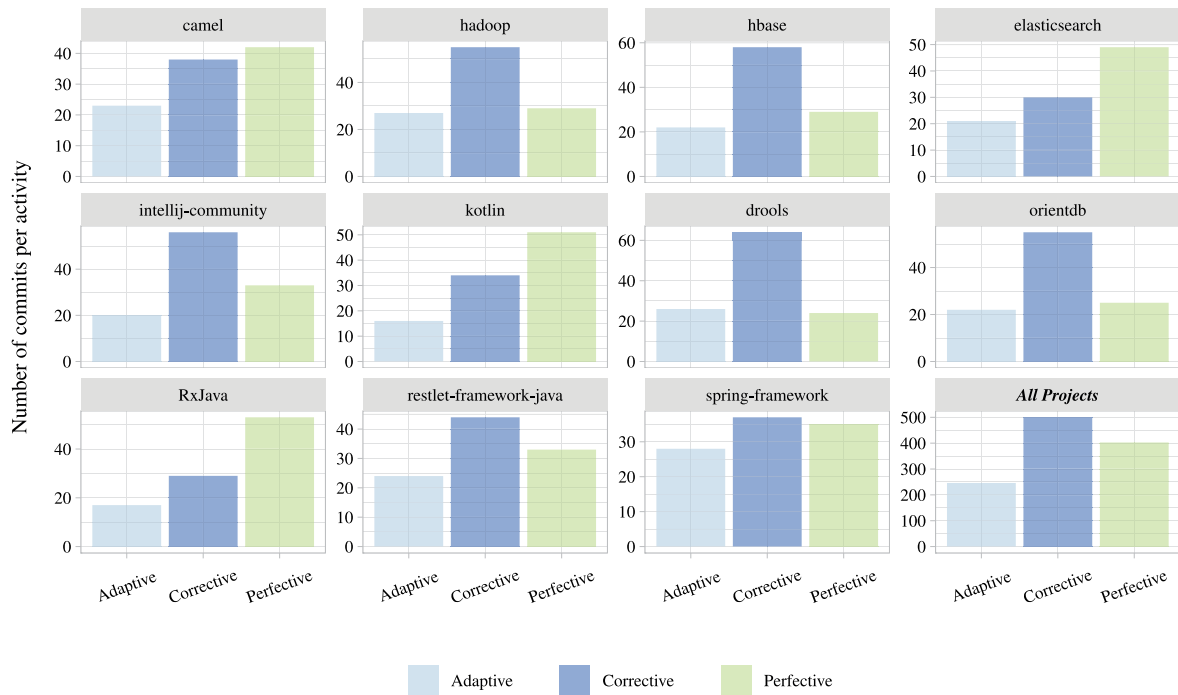 Number of commits per activity
camel
hadoop
hbase
elasticsearch
40
30
20
10
0
40
20
0
60
40
20
0
50
40
30
20
10
0
intellij-community
kotlin
drools
orientdb
40
20
0
50
40
30
20
10
0
60
40
20
0
40
20
0
RxJava
restlet-framework-java
spring-framework
All Projects
40
20
0
40
30
20
10
0
30
20
10
0
500
400
300
200
100
0
Adaptive Corrective Perfective
Adaptive Corrective Perfective
Adaptive Corrective Perfective
Adaptive Corrective Perfective
Adaptive Corrective Perfective